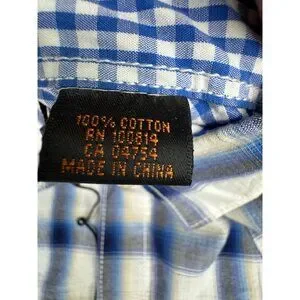 100% COTTON
RN 100814
CA 04754
MADE IN CHINA